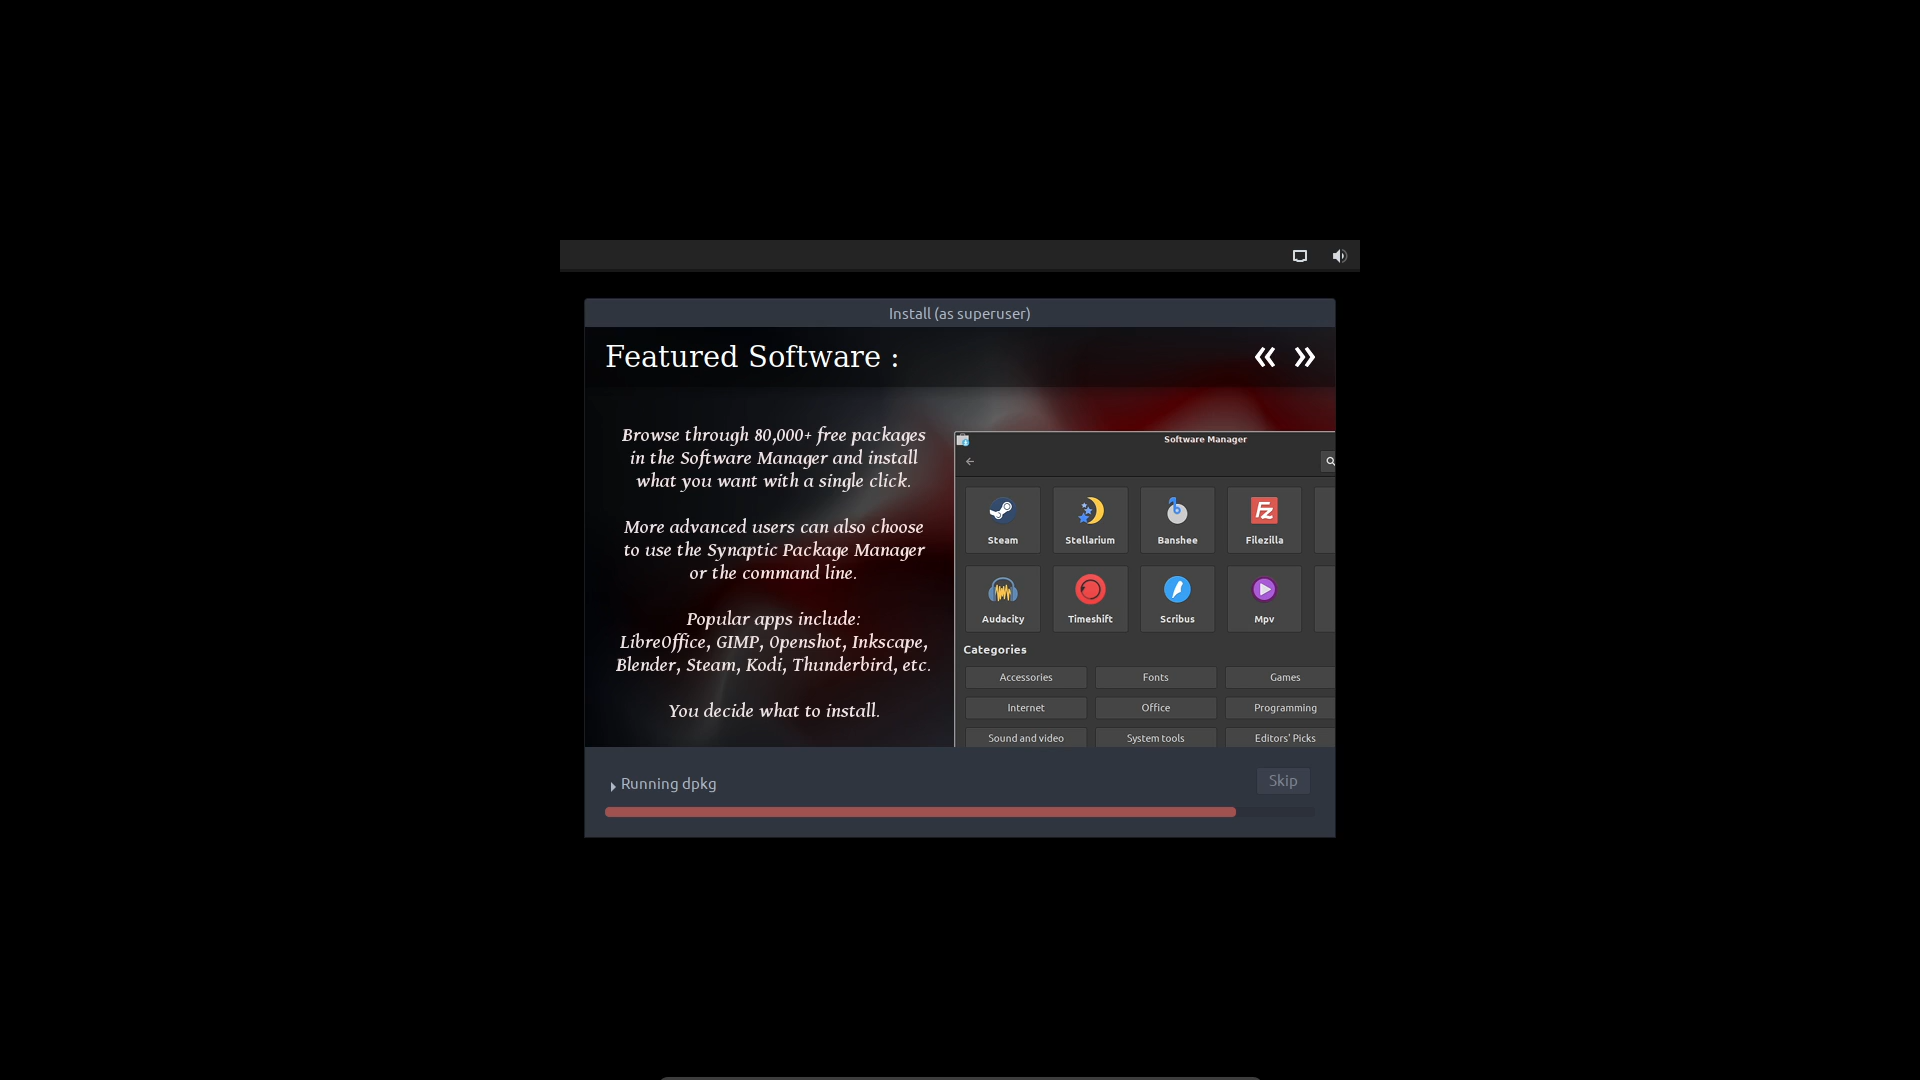 Install (as superuser)
Featured Software :
Browse through 80,000+ free packages
in the Software Manager and install
what you want with a single click.
More advanced users can also choose
to use the Synaptic Package Manager
or the command line.
Popular apps include:
LibreOffice, GIMP, Openshot, Inkscape,
Blender, Steam, Kodi, Thunderbird, etc.
You decide what to install.
Software Manager
Steam
Stellarium
Banshee
Filezilla
Audacity
Timeshift
Scribus
Mpv
Categories
Accessories
Fonts
Games
Internet
Office
Programming
Sound and video
System tools
Editors' Picks
Running dpkg
Skip